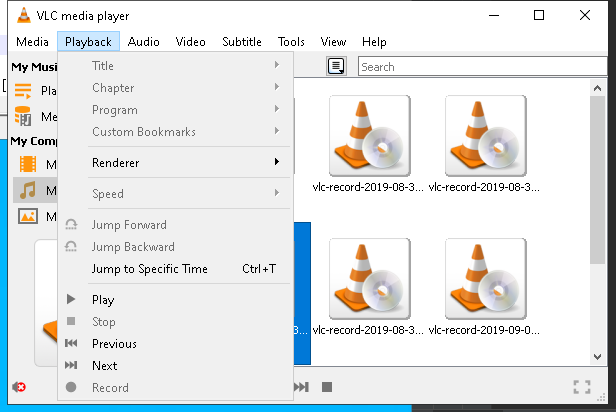 VLC media player
Media Playback Audio Video Subtitle Tools View Help
My Musi
Search
Pla
Me
My Comp
M
M
M
Title
Chapter
Program
Custom Bookmarks
Renderer
Speed
Jump Forward
Jump Backward
Jump to Specific Time Ctrl+T
Play
Stop
Previous
Next
Record
vlc-record-2019-08-3... vlc-record-2019-08-3...
3... vlc-record-2019-08-3... vlc-record-2019-09-0...